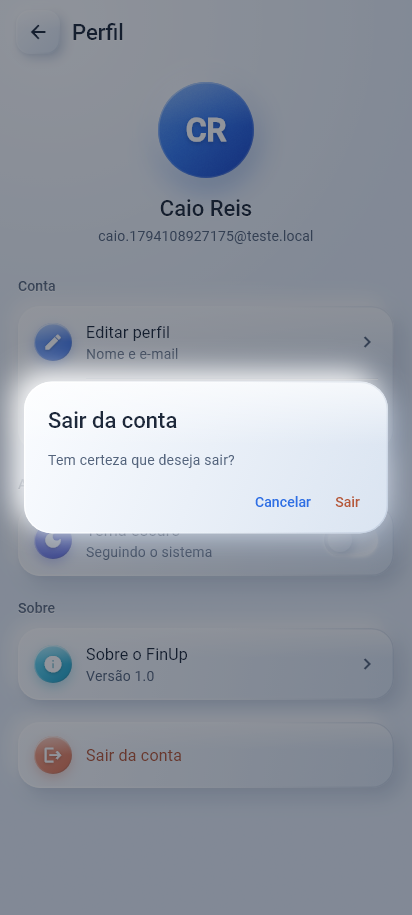 Perfil
CR
Caio Reis
caio.1794108927175@teste.local
Conta
Editar perfil
Nome e e-mail
Sair da conta
Tem certeza que deseja sair?
Cancelar
Sair
Seguindo o sistema
Sobre
Sobre o FinUp
Versão 1.0
Sair da conta